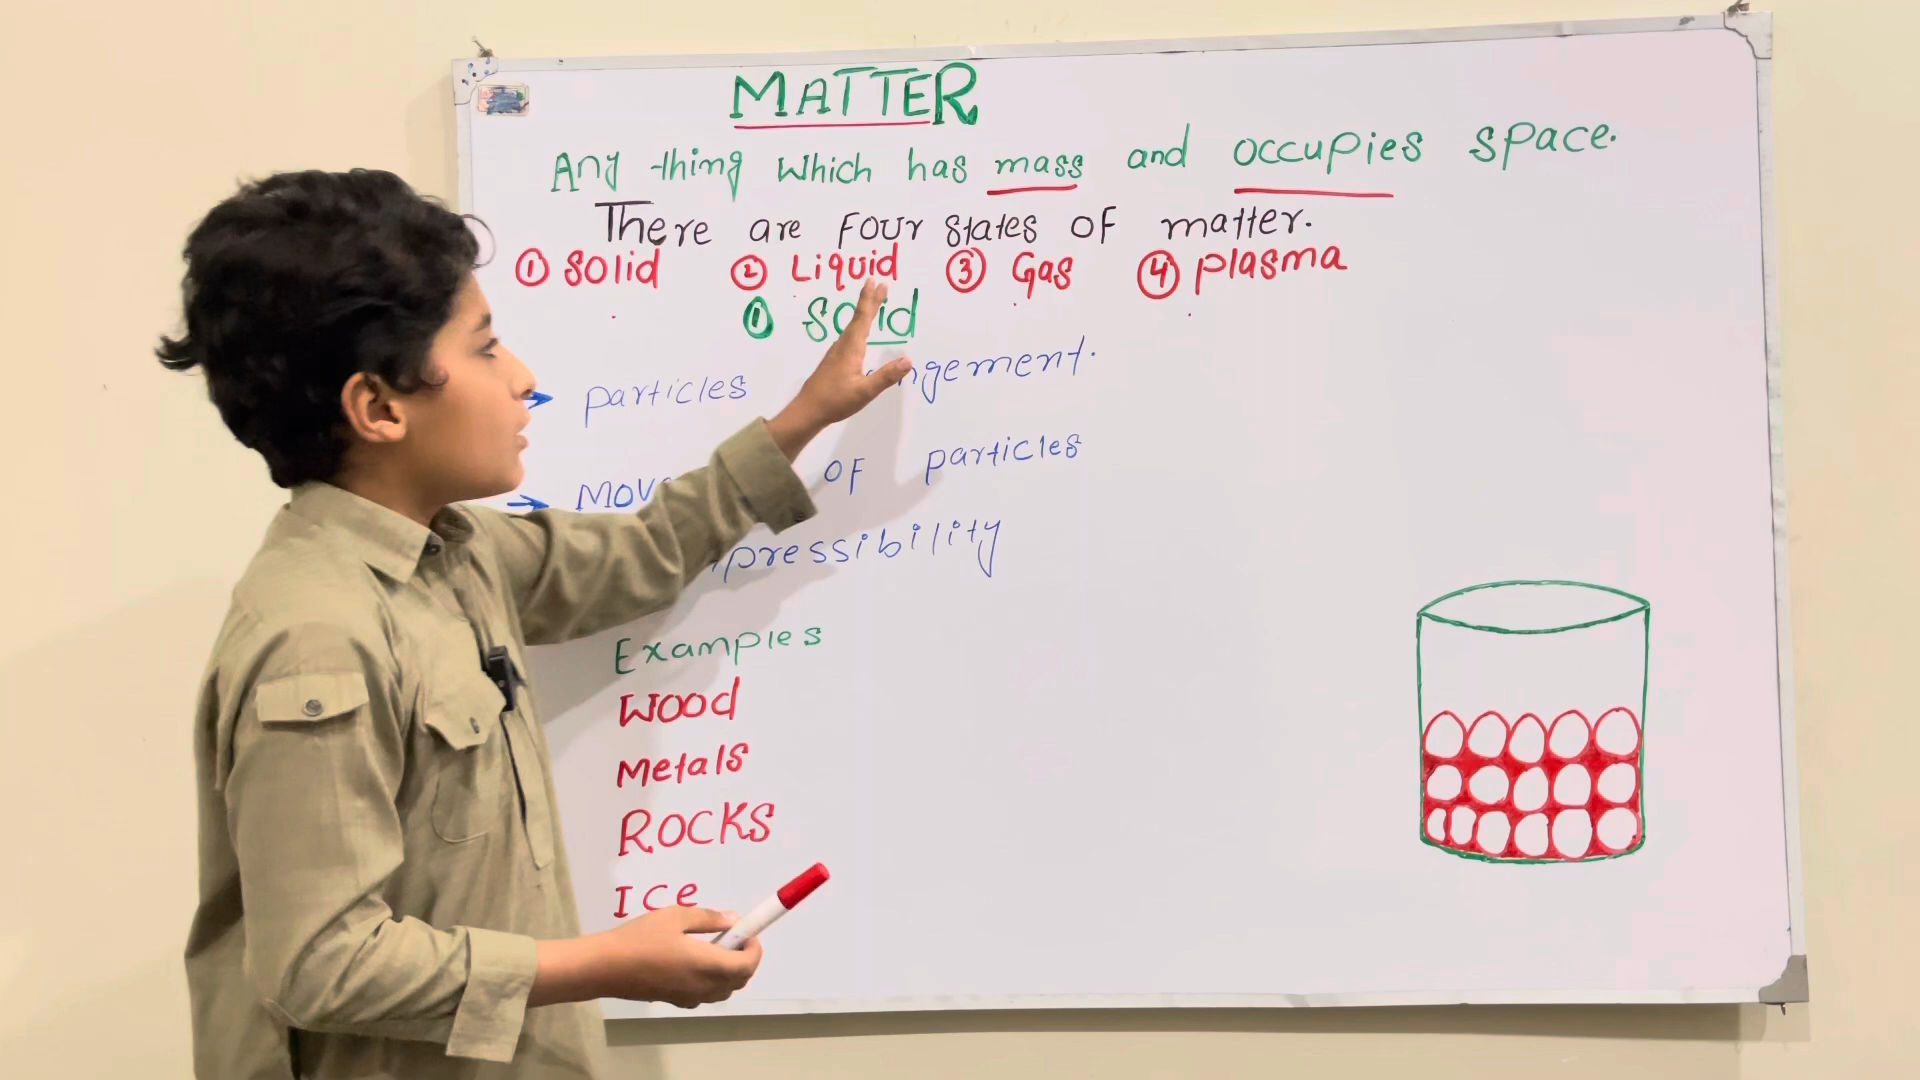 MATTER
Any thing which has mass and occupies space.
There are four states of matter.
① Solid ② Liquid ③ Gas ④ plasma
① Solid
→ particles
→ of particles
Examples
Wood
Metals
ROCKS
Ice